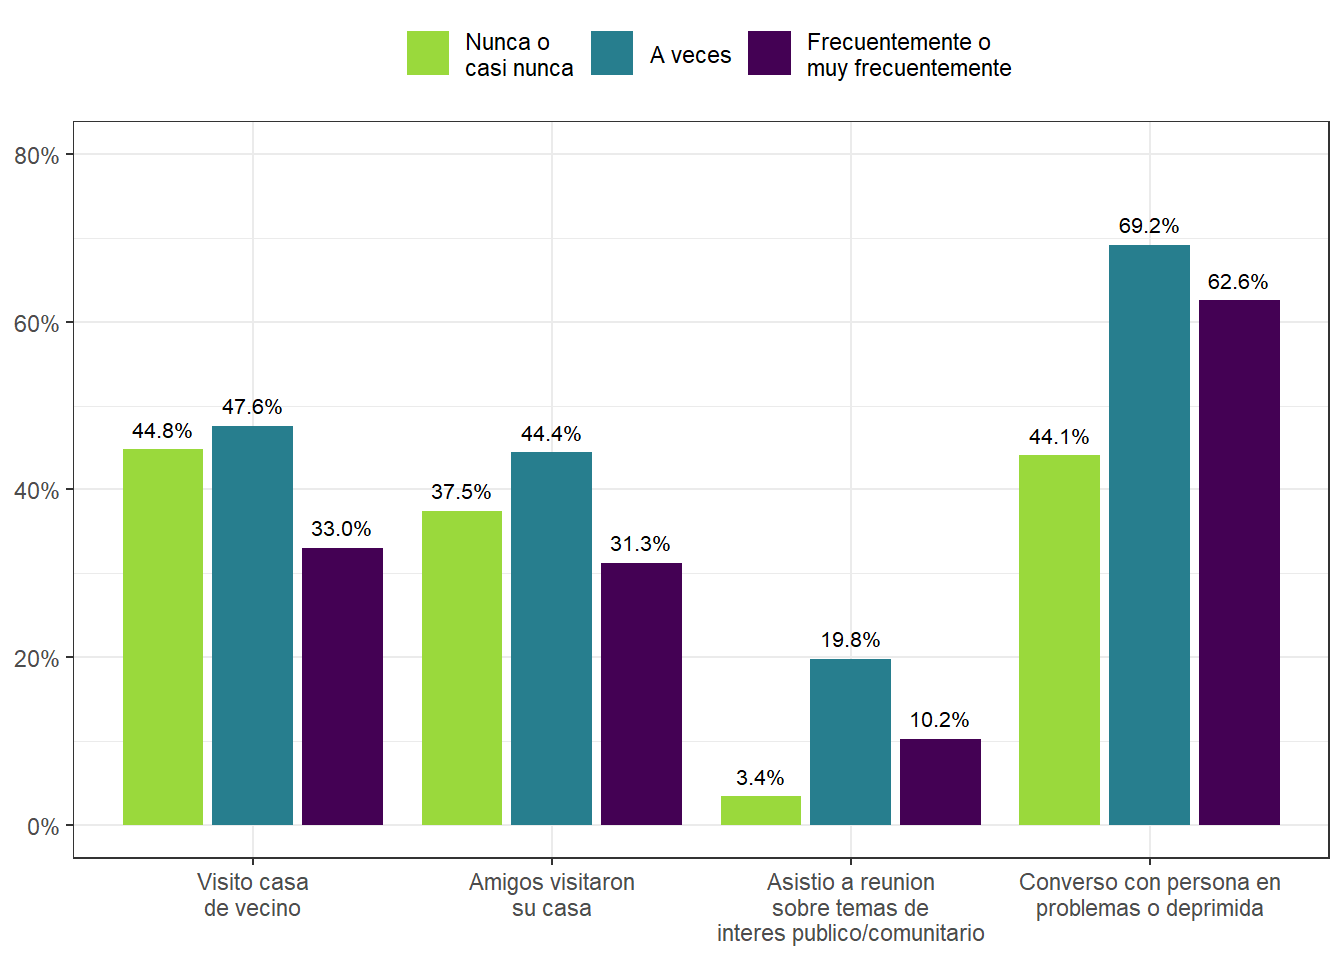 Nunca o
casi nunca
A veces
Frecuentemente o
muy frecuentemente
80%
60%
40%
20%
0%
44.8%
47.6%
33.0%
37.5%
44.4%
31.3%
3.4%
19.8%
10.2%
44.1%
69.2%
62.6%
Visito casa
de vecino
Amigos visitaron
su casa
Asistio a reunion
sobre temas de
interes publico/comunitario
Converso con persona en
problemas o deprimida